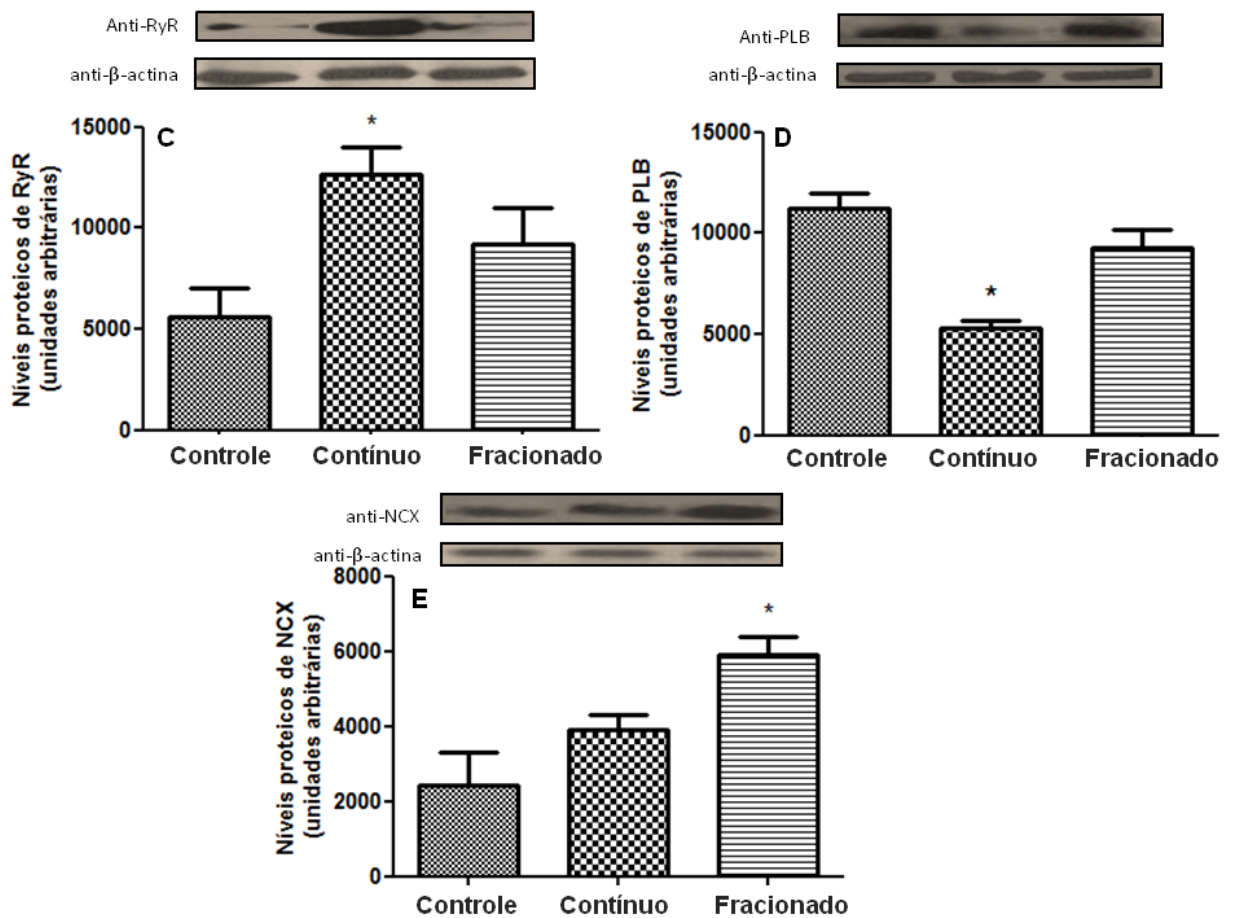 Anti-RyR
anti-β-actina
C
*
15000
10000
5000
0
Níveis proteicos de RyR
(unidades arbitrárias)
Controle Contínuo Fracionado
Anti-PLB
anti-β-actina
D
*
15000
10000
5000
0
Níveis proteicos de PLB
(unidades arbitrárias)
Controle Contínuo Fracionado
anti-NCX
anti-β-actina
E
*
8000
6000
4000
2000
0
Níveis proteicos de NCX
(unidades arbitrárias)
Controle Contínuo Fracionado